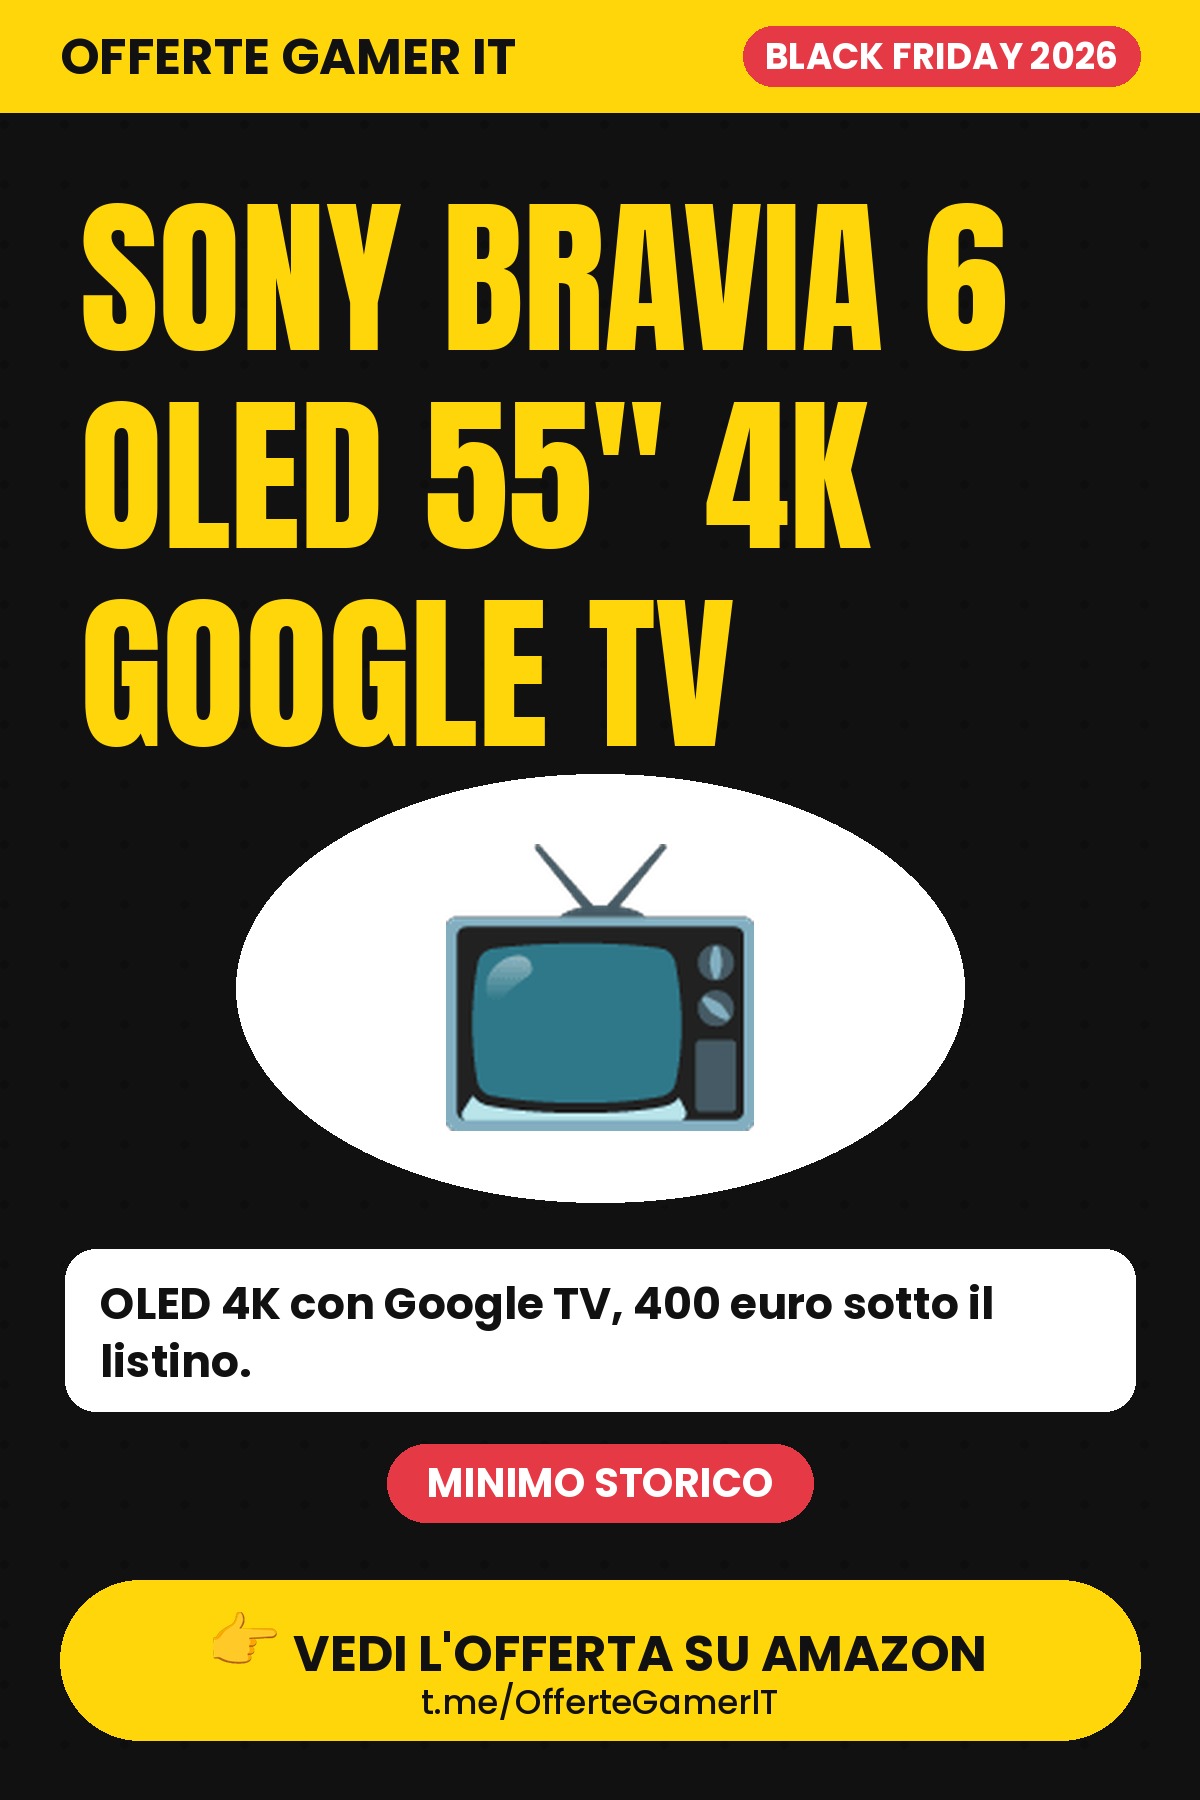 OFFERTE GAMER IT
BLACK FRIDAY 2026
SONY BRAVIA 6
OLED 55" 4K
GOOGLE TV
OLED 4K con Google TV, 400 euro sotto il
listino.
MINIMO STORICO
👉 VEDI L'OFFERTA SU AMAZON
t.me/OfferteGamerIT